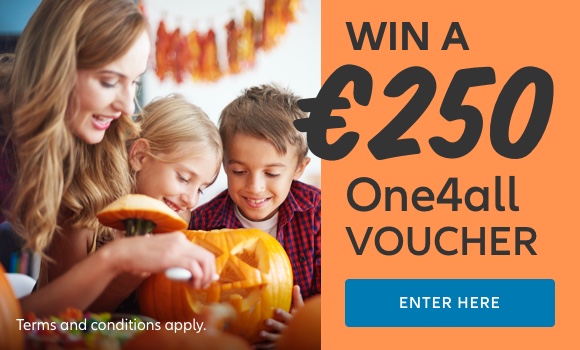 WIN A
€250
One4all
VOUCHER
ENTER HERE
Terms and conditions apply.